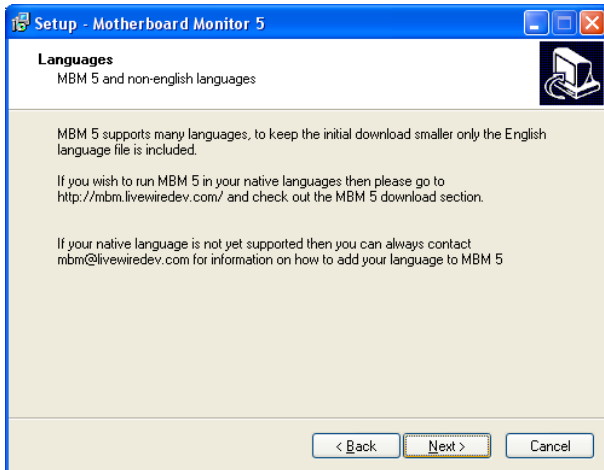 Setup - Motherboard Monitor 5
Languages
MBM 5 and non-english languages
MBM 5 supports many languages, to keep the initial download smaller only the English
language file is included.
If you wish to run MBM 5 in your native languages then please go to
http://mbm.livewiredev.com/ and check out the MBM 5 download section.
If your native language is not yet supported then you can always contact
mbm@livewiredev.com for information on how to add your language to MBM 5
< Back
Next >
Cancel